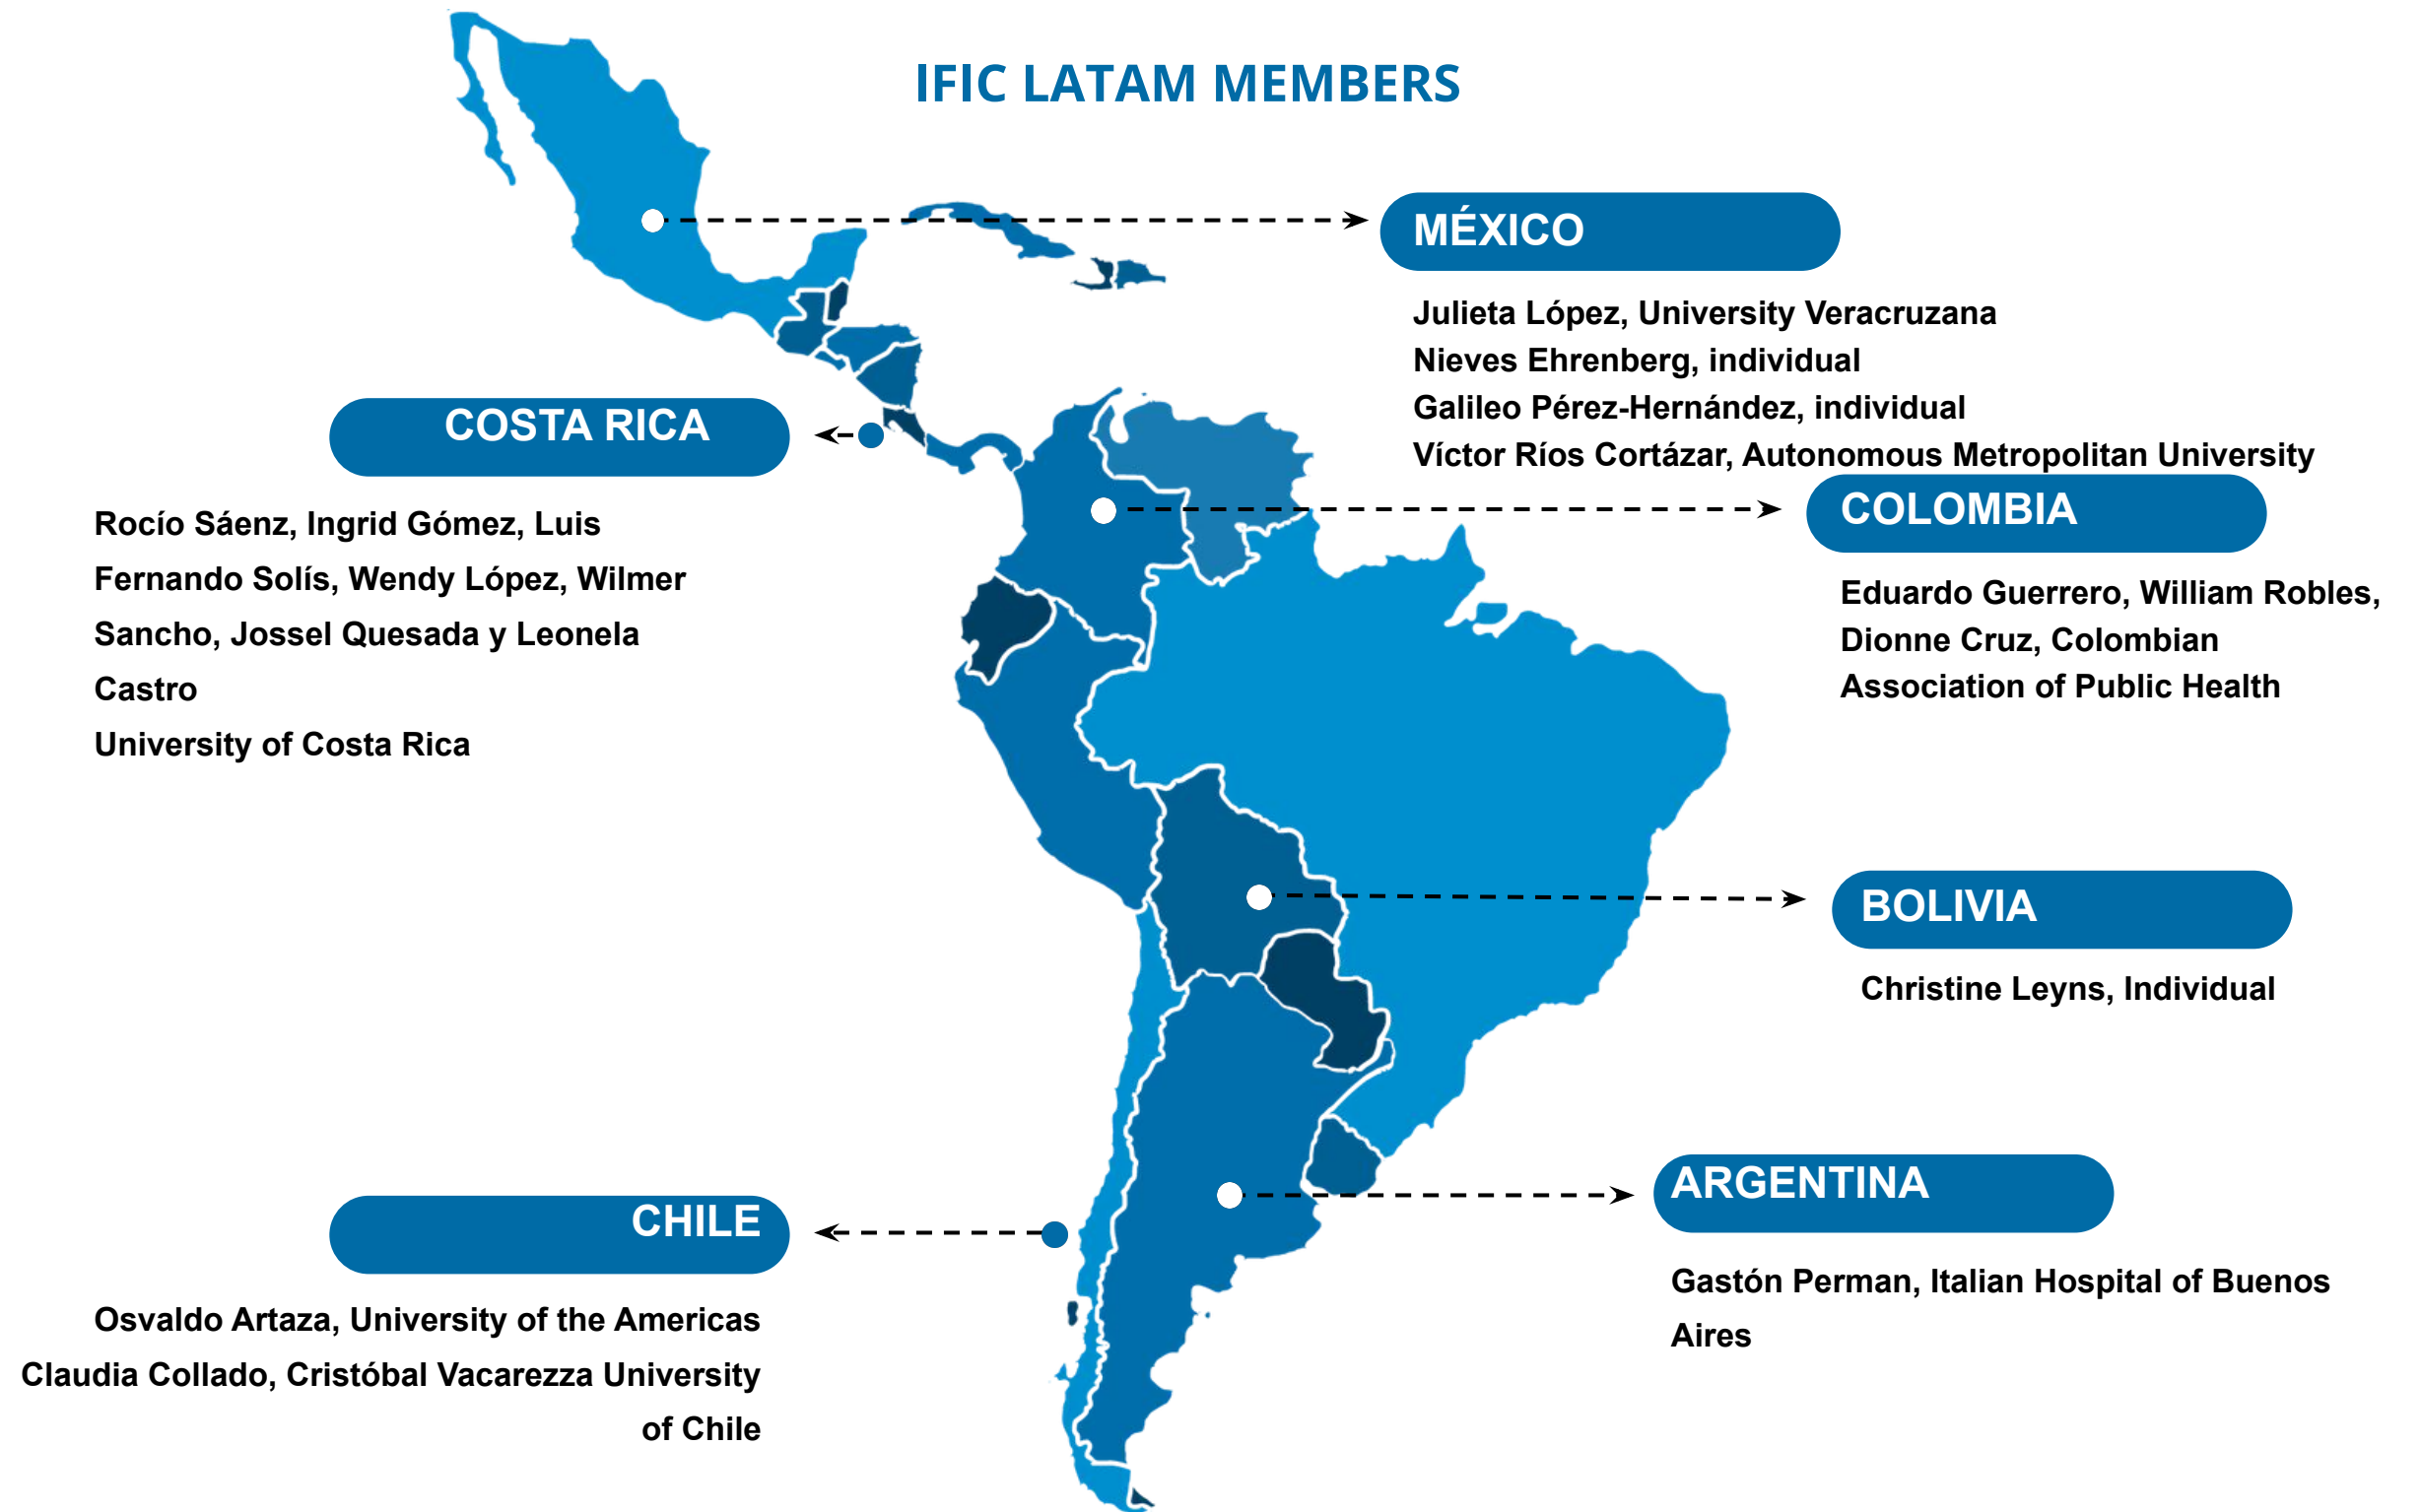 IFIC LATAM MEMBERS
MÉXICO
Julieta López, University Veracruzana
Nieves Ehrenberg, individual
Galileo Pérez-Hernández, individual
Víctor Ríos Cortázar, Autonomous Metropolitan University
COSTA RICA
Rocío Sáenz, Ingrid Gómez, Luis
Fernando Solís, Wendy López, Wilmer
Sancho, Jossel Quesada y Leonela
Castro
University of Costa Rica
COLOMBIA
Eduardo Guerrero, William Robles,
Dionne Cruz, Colombian
Association of Public Health
BOLIVIA
Christine Leyns, Individual
ARGENTINA
Gastón Perman, Italian Hospital of Buenos
Aires
CHILE
Osvaldo Artaza, University of the Americas
Claudia Collado, Cristóbal Vacarezza University
of Chile